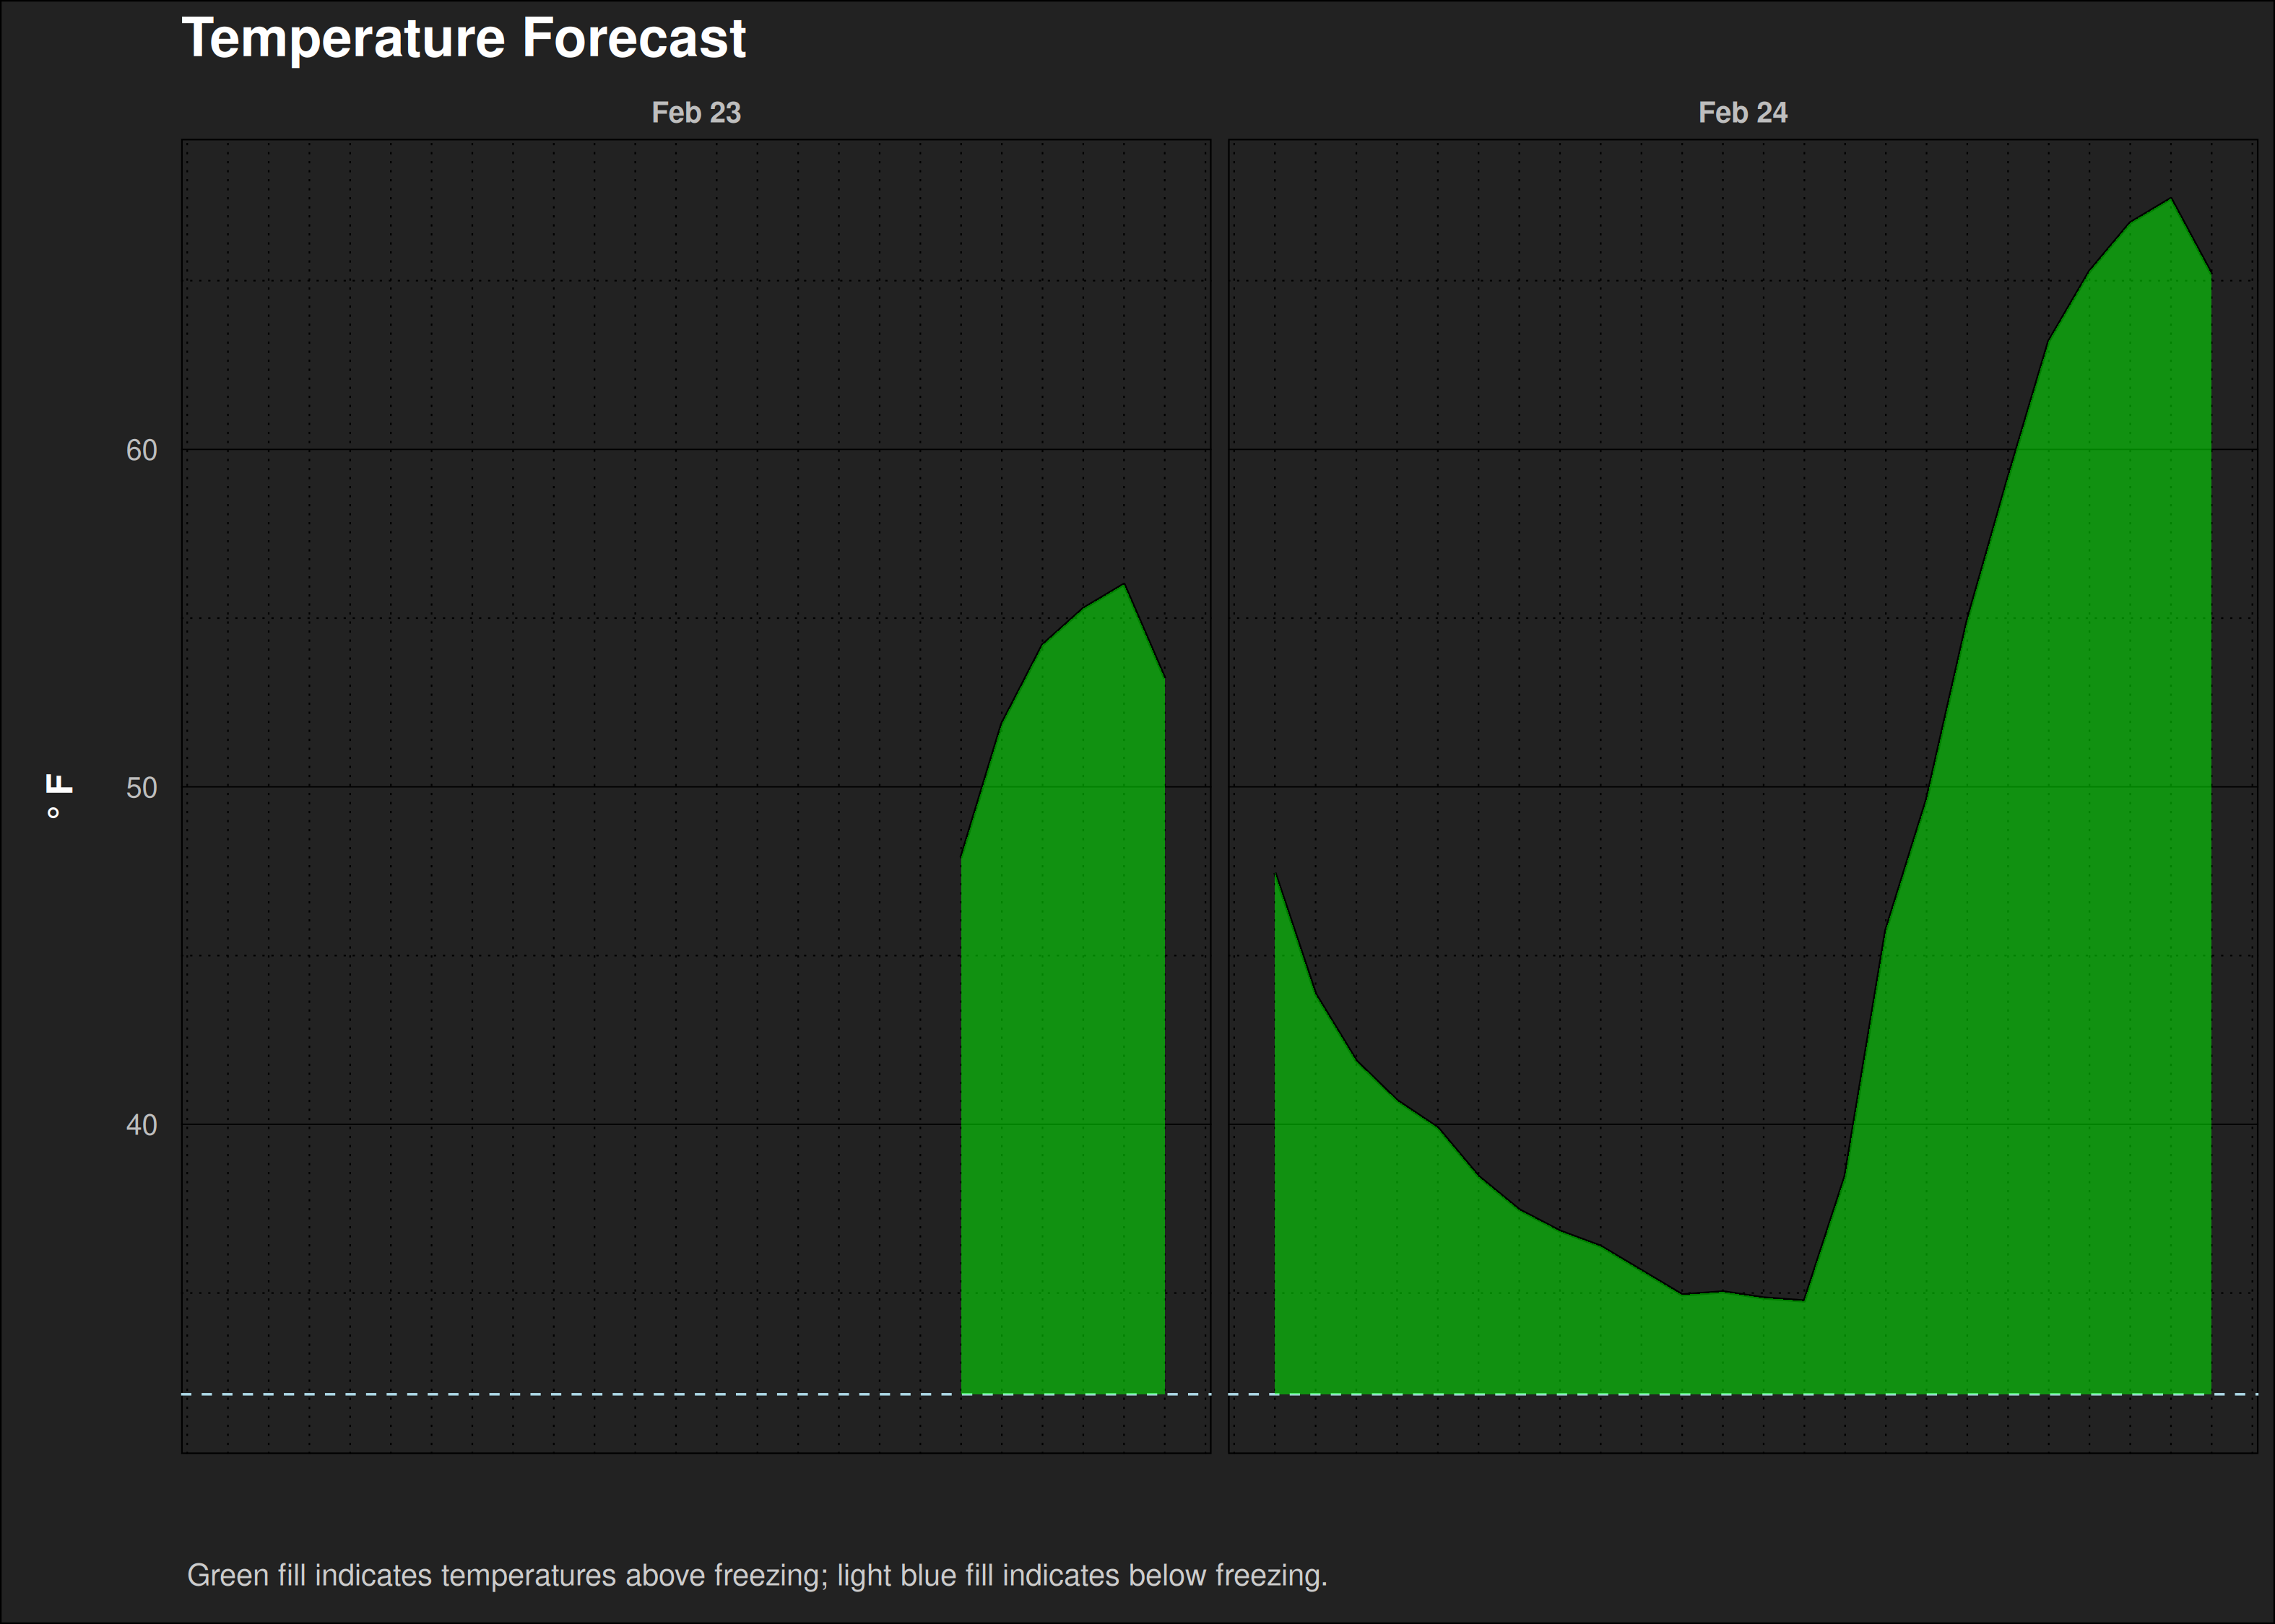 Temperature Forecast
Feb 23
Feb 24
60
50
40
°F
Green fill indicates temperatures above freezing; light blue fill indicates below freezing.